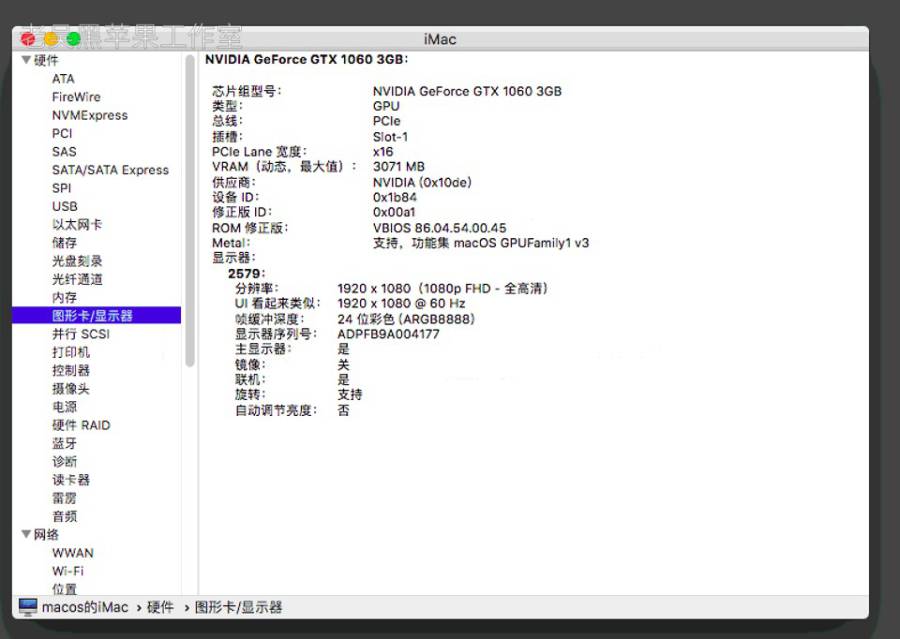 老吴黑苹果工作室
iMac
硬件
ATA
FireWire
NVMExpress
PCI
SAS
SATA/SATA Express
SPI
USB
以太网卡
储存
光盘刻录
光纤通道
内存
图形卡/显示器
并行 SCSI
打印机
控制器
摄像头
电源
硬件 RAID
蓝牙
诊断
读卡器
雷雳
音频
网络
WWAN
Wi-Fi
位置
NVIDIA GeForce GTX 1060 3GB:
芯片组型号: NVIDIA GeForce GTX 1060 3GB
类型: GPU
总线: PCIe
插槽: Slot-1
PCIe Lane 宽度: x16
VRAM（动态，最大值）: 3071 MB
供应商: NVIDIA (0x10de)
设备 ID: 0x1b84
修正版 ID: 0x00a1
ROM 修正版: VBIOS 86.04.54.00.45
Metal: 支持，功能集 macOS GPUFamily1 v3
显示器:
2579:
分辨率: 1920 x 1080（1080p FHD - 全高清）
UI 看起来类似: 1920 x 1080 @ 60 Hz
帧缓冲深度: 24 位彩色 (ARGB8888)
显示器序列号: ADPFB9A004177
主显示器: 是
镜像: 关
联机: 是
旋转: 支持
自动调节亮度: 否
macos的iMac › 硬件 › 图形卡/显示器